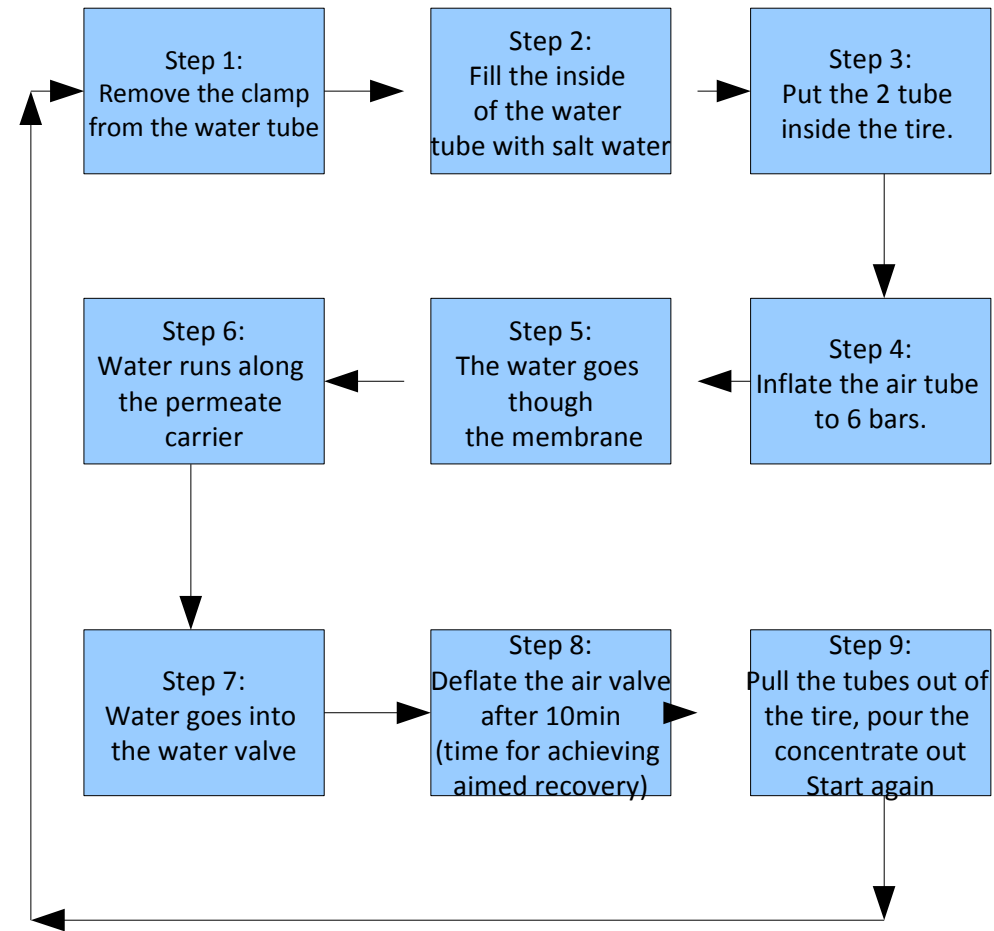 Step 1:
Remove the clamp
from the water tube
Step 2:
Fill the inside
of the water
tube with salt water
Step 3:
Put the 2 tube
inside the tire.
Step 4:
Inflate the air tube
to 6 bars.
Step 5:
The water goes
though
the membrane
Step 6:
Water runs along
the permeate
carrier
Step 7:
Water goes into
the water valve
Step 8:
Deflate the air valve
after 10min
(time for achieving
aimed recovery)
Step 9:
Pull the tubes out of
the tire, pour the
concentrate out
Start again